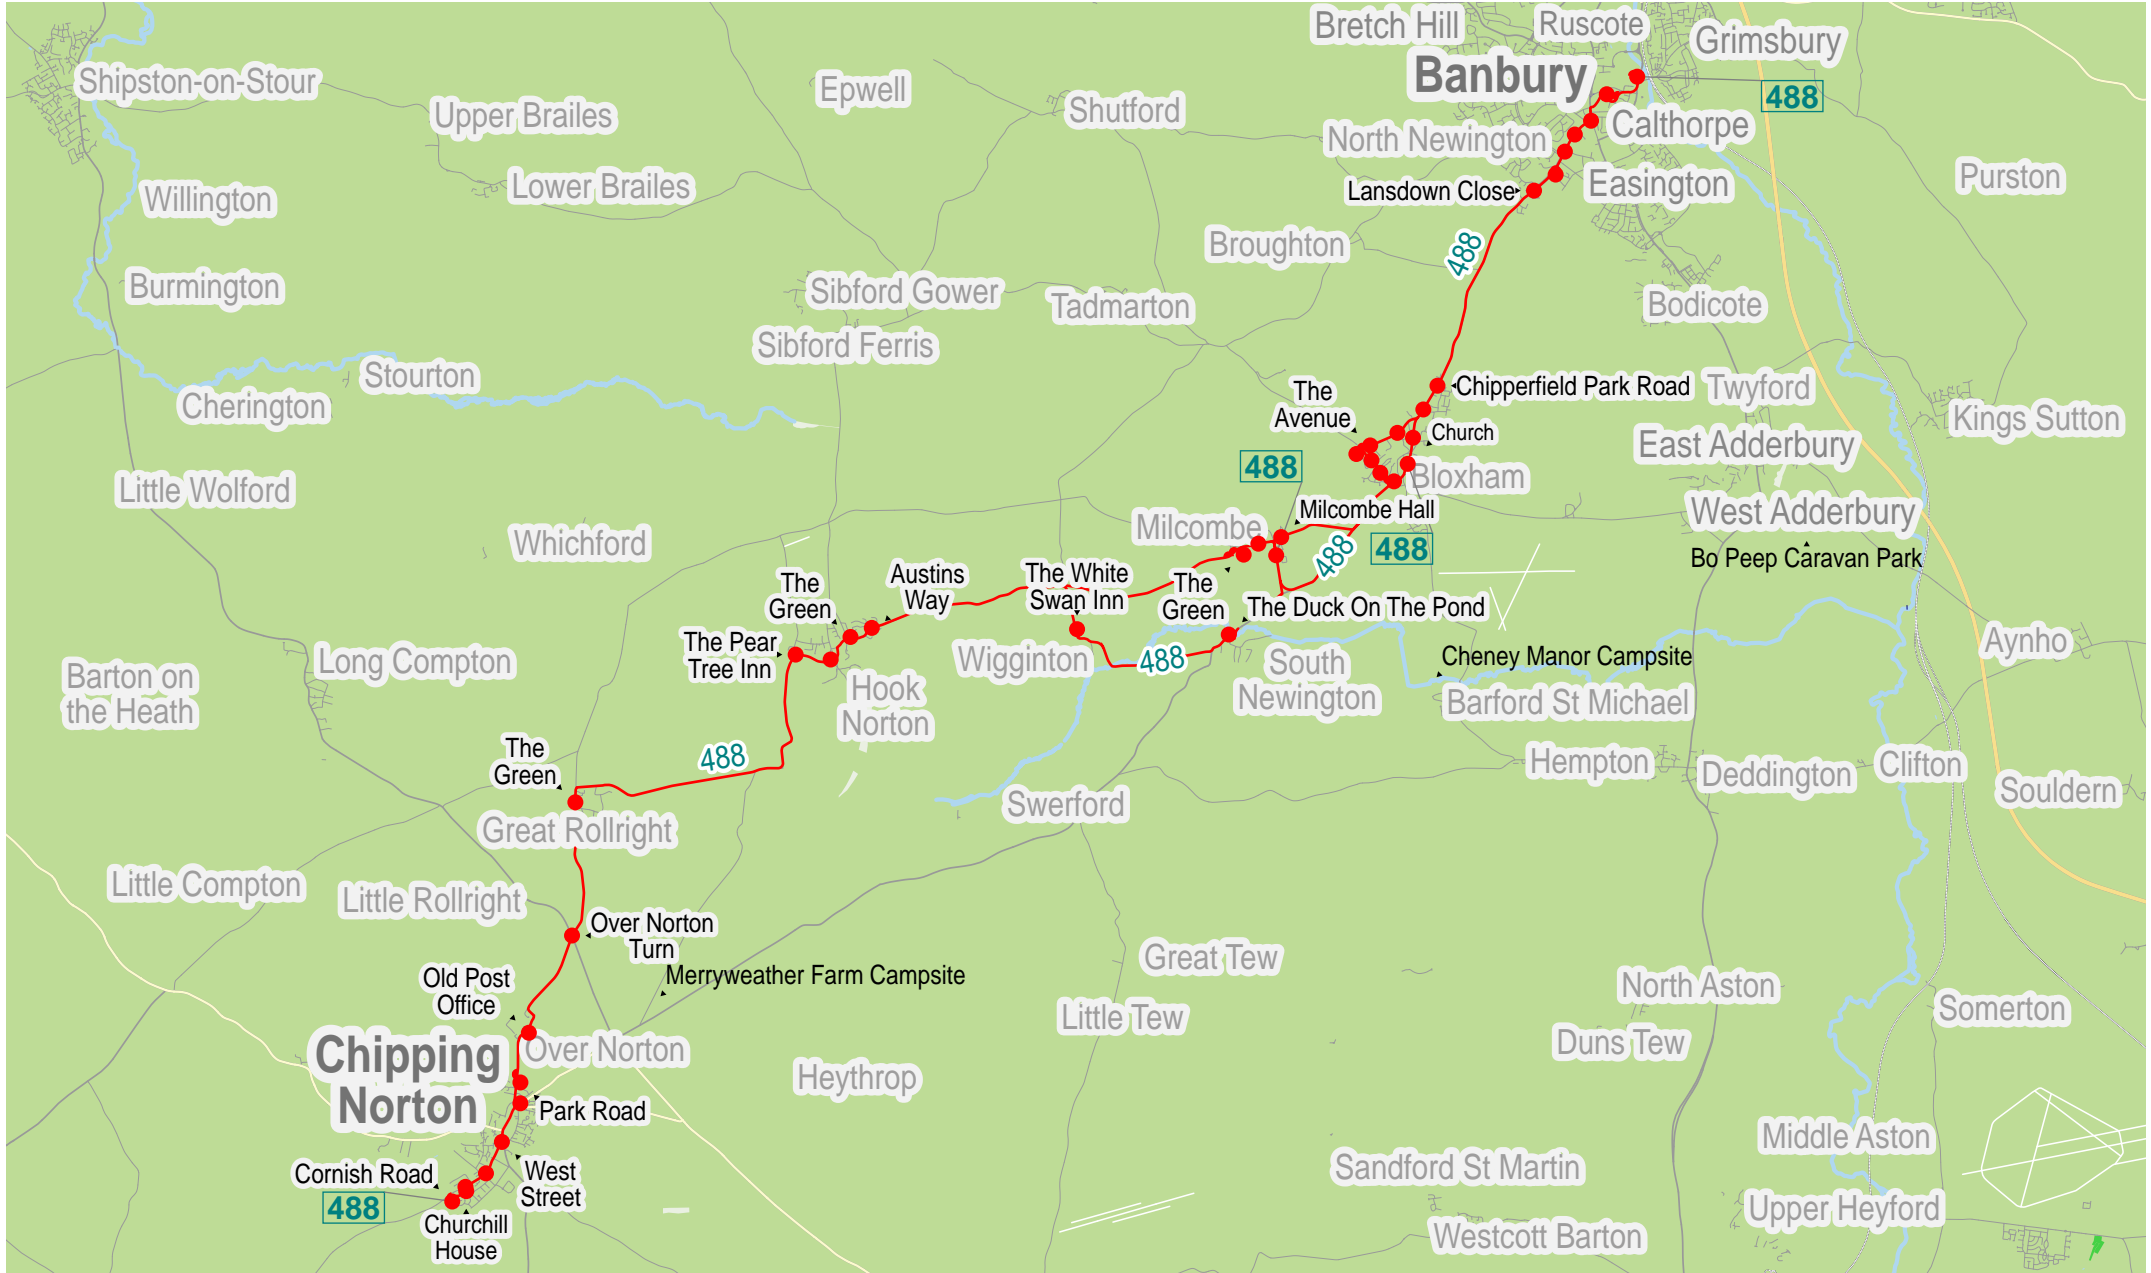 Bretch Hill
Ruscote
Grimsbury
Banbury
488
Shipston-on-Stour
Epwell
Upper Brailes
Shutford
Calthorpe
North Newington
Lower Brailes
Lansdown Close
Easington
Purston
Willington
Broughton
488
Burmington
Sibford Gower
Tadmarton
Bodicote
Sibford Ferris
Stourton
Cherington
The
Avenue
Chipperfield Park Road
Twyford
Kings Sutton
Church
East Adderbury
488
Bloxham
Little Wolford
Milcombe Hall
West Adderbury
Whichford
Milcombe
488
488
Bo Peep Caravan Park
The
Green
Austins
Way
The White
Swan Inn
The
Green
The Duck On The Pond
The Pear
Tree Inn
Wigginton
488
South
Newington
Cheney Manor Campsite
Aynho
Long Compton
Barton on
the Heath
Hook
Norton
Barford St Michael
The
Green
488
Hempton
Deddington
Clifton
Souldern
Swerford
Great Rollright
Little Compton
Little Rollright
Over Norton
Turn
Old Post
Office
Merryweather Farm Campsite
Great Tew
North Aston
Somerton
Little Tew
Duns Tew
Chipping
Norton
Over Norton
Heythrop
Park Road
Middle Aston
Cornish Road
488
West
Street
Sandford St Martin
Churchill
House
Westcott Barton
Upper Heyford